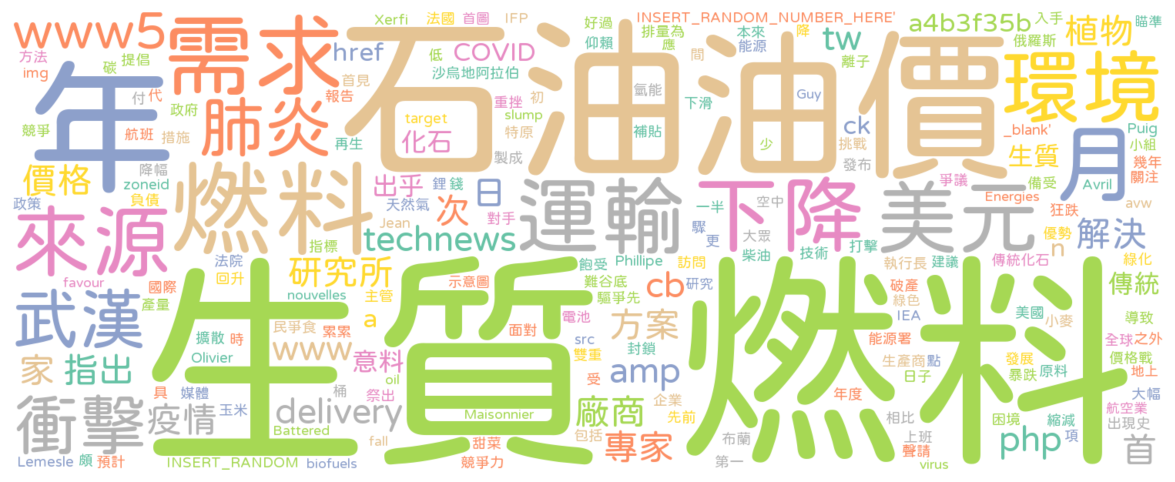 www5
需求
石油
油價
環境
年
肺炎
燃料
運輸
下降
美元
月
來源
生質
燃料
武漢
衝擊
價格
href
COVID
tw
a4b3f35b
植物
INSERT_RANDOM_NUMBER_HERE'
Xerfi
法國
首圖
IFP
好過
排量為
仰賴
應
本來
能源
降
間
入手
瞄準
俄羅斯
離子
方法
碳
提倡
img
付
代
政府
低
沙烏地阿拉伯
首見
報告
重挫
初
氫能
下滑
Guy
slump
target
特原
化石
再生
製成
補貼
少
ck
挑戰
發布
_blank'
Puig
小組
生質
幾年
關注
競爭
航班
措施
降幅
zoneid
負債
政策
出乎
鋰
錢
次
日
天然氣
對手
Jean
一半
空中
爭議
備受
Avril
Energies
avw
狂跌
優勢
驟
更
大眾
柴油
技術
打擊
n
解決
technews
指標
法院
回升
研究所
favour
國際
產量
nouvelles
主管
示意圖
飽受
難谷底
驅爭先
Phillipe
訪問
研究
執行長
建議
傳統化石
綠化
傳統
破產
綠色
IEA
美國
小麥
導致
全球
之外
cb
a
電池
擴散
時
民爭食
索索
面對
src
雙重
方案
封鎖
能源署
生產商
點
日子
發展
暴跌
原料
價格戰
地上
家
指出
Olivier
www
意料
受
amp
oil
祭出
桶
具
媒體
玉米
delivery
Maisonnier
廠商
企業
先前
年度
大幅
航空業
出現史
疫情
Battered
包括
布蘭
相比
上班
困境
縮減
項
php
首
Lemesle
頗
預計
INSERT_RANDOM
biofuels
fall
甜菜
競爭力
專家
第一
聲請
virus